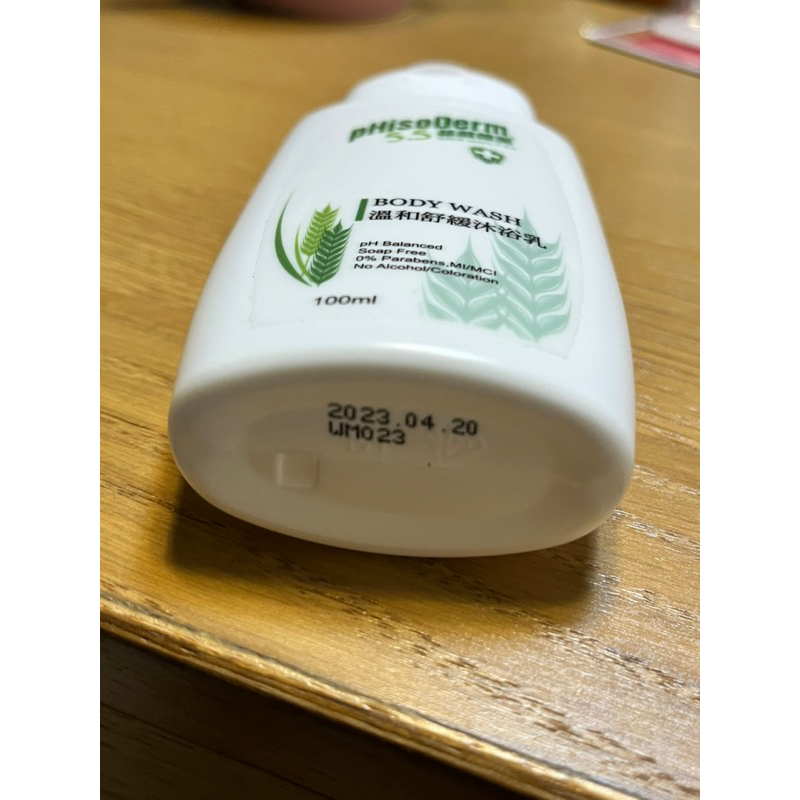 pHisoDerm
5.5
BODY WASH
溫和舒緩沐浴乳
pH Balanced
Soap Free
0% Parabens,MI/MCI
No Alcohol/Coloration
100ml
2023.04.20
WM023